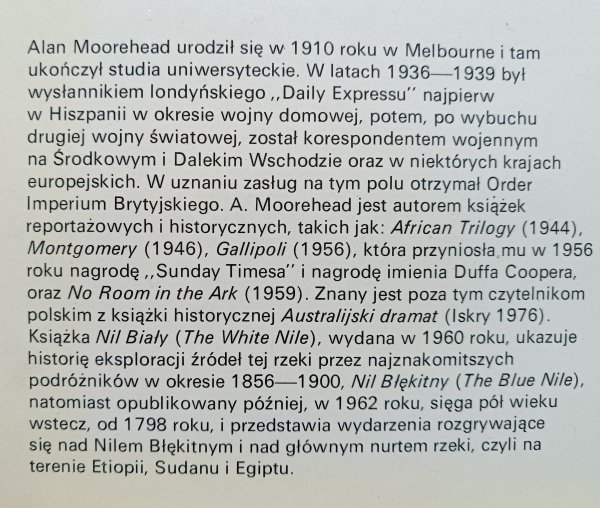 Alan Moorehead urodził się w 1910 roku w Melbourne i tam
ukończył studia uniwersyteckie. W latach 1936—1939 był
wysłannikiem londyńskiego ,,Daily Expressu'' najpierw
w Hiszpanii w okresie wojny domowej, potem, po wybuchu
drugiej wojny światowej, został korespondentem wojennym
na Środkowym i Dalekim Wschodzie oraz w niektórych krajach
europejskich. W uznaniu zasług na tym polu otrzymał Order
Imperium Brytyjskiego. A. Moorehead jest autorem książek
reportażowych i historycznych, takich jak: African Trilogy (1944),
Montgomery (1946), Gallipoli (1956), która przyniosła mu w 1956
roku nagrodę ,,Sunday Timesa'' i nagrodę imienia Duffa Coopera,
oraz No Room in the Ark (1959). Znany jest poza tym czytelnikom
polskim z książki historycznej Australijski dramat (Iskry 1976).
Książka Nil Biały (The White Nile), wydana w 1960 roku, ukazuje
historię eksploracji źródeł tej rzeki przez najznakomitszych
podróżników w okresie 1856—1900, Nil Błękitny (The Blue Nile),
natomiast opublikowany później, w 1962 roku, sięga pół wieku
wstecz, od 1798 roku, i przedstawia wydarzenia rozgrywające
się nad Nilem Błękitnym i nad głównym nurtem rzeki, czyli na
terenie Etiopii, Sudanu i Egiptu.